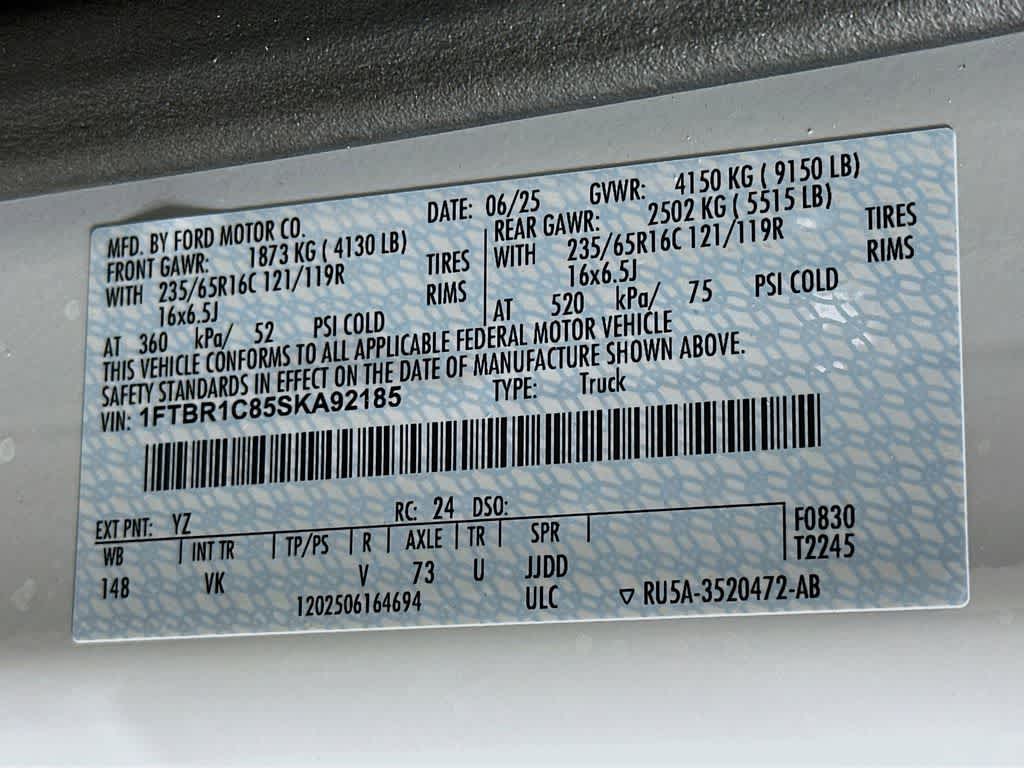 MFD. BY FORD MOTOR CO. DATE: 06/25 GVWR: 4150 KG ( 9150 LB)
FRONT GAWR: 1873 KG ( 4130 LB) REAR GAWR: 2502 KG ( 5515 LB)
WITH 235/65R16C 121/119R TIRES WITH 235/65R16C 121/119R TIRES
16x6.5J RIMS 16x6.5J RIMS
AT 360 kPa/ 52 PSI COLD AT 520 kPa/ 75 PSI COLD
THIS VEHICLE CONFORMS TO ALL APPLICABLE FEDERAL MOTOR VEHICLE
SAFETY STANDARDS IN EFFECT ON THE DATE OF MANUFACTURE SHOWN ABOVE.
VIN: 1FTBR1C85SKA92185 TYPE: Truck
EXT PNT: YZ RC: 24 DSO:
WB INT TR TP/PS R AXLE TR SPR F0830
148 VK V 73 U JJDD T2245
1202506164694 ULC ▽ RU5A-3520472-AB